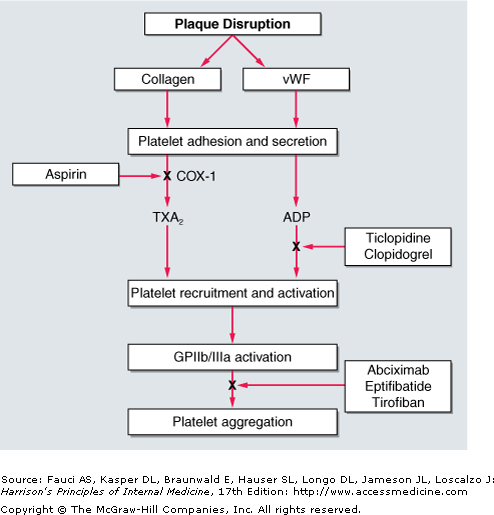 Plaque Disruption
Collagen
vWF
Platelet adhesion and secretion
Aspirin
X COX-1
TXA2
ADP
X
Ticlopidine
Clopidogrel
Platelet recruitment and activation
GPIIb/IIIa activation
X
Abciximab
Eptifibatide
Tirofiban
Platelet aggregation
Source: Fauci AS, Kasper DL, Braunwald E, Hauser SL, Longo DL, Jameson JL, Loscalzo J:
Harrison's Principles of Internal Medicine, 17th Edition: http://www.accessmedicine.com
Copyright © The McGraw-Hill Companies, Inc. All rights reserved.